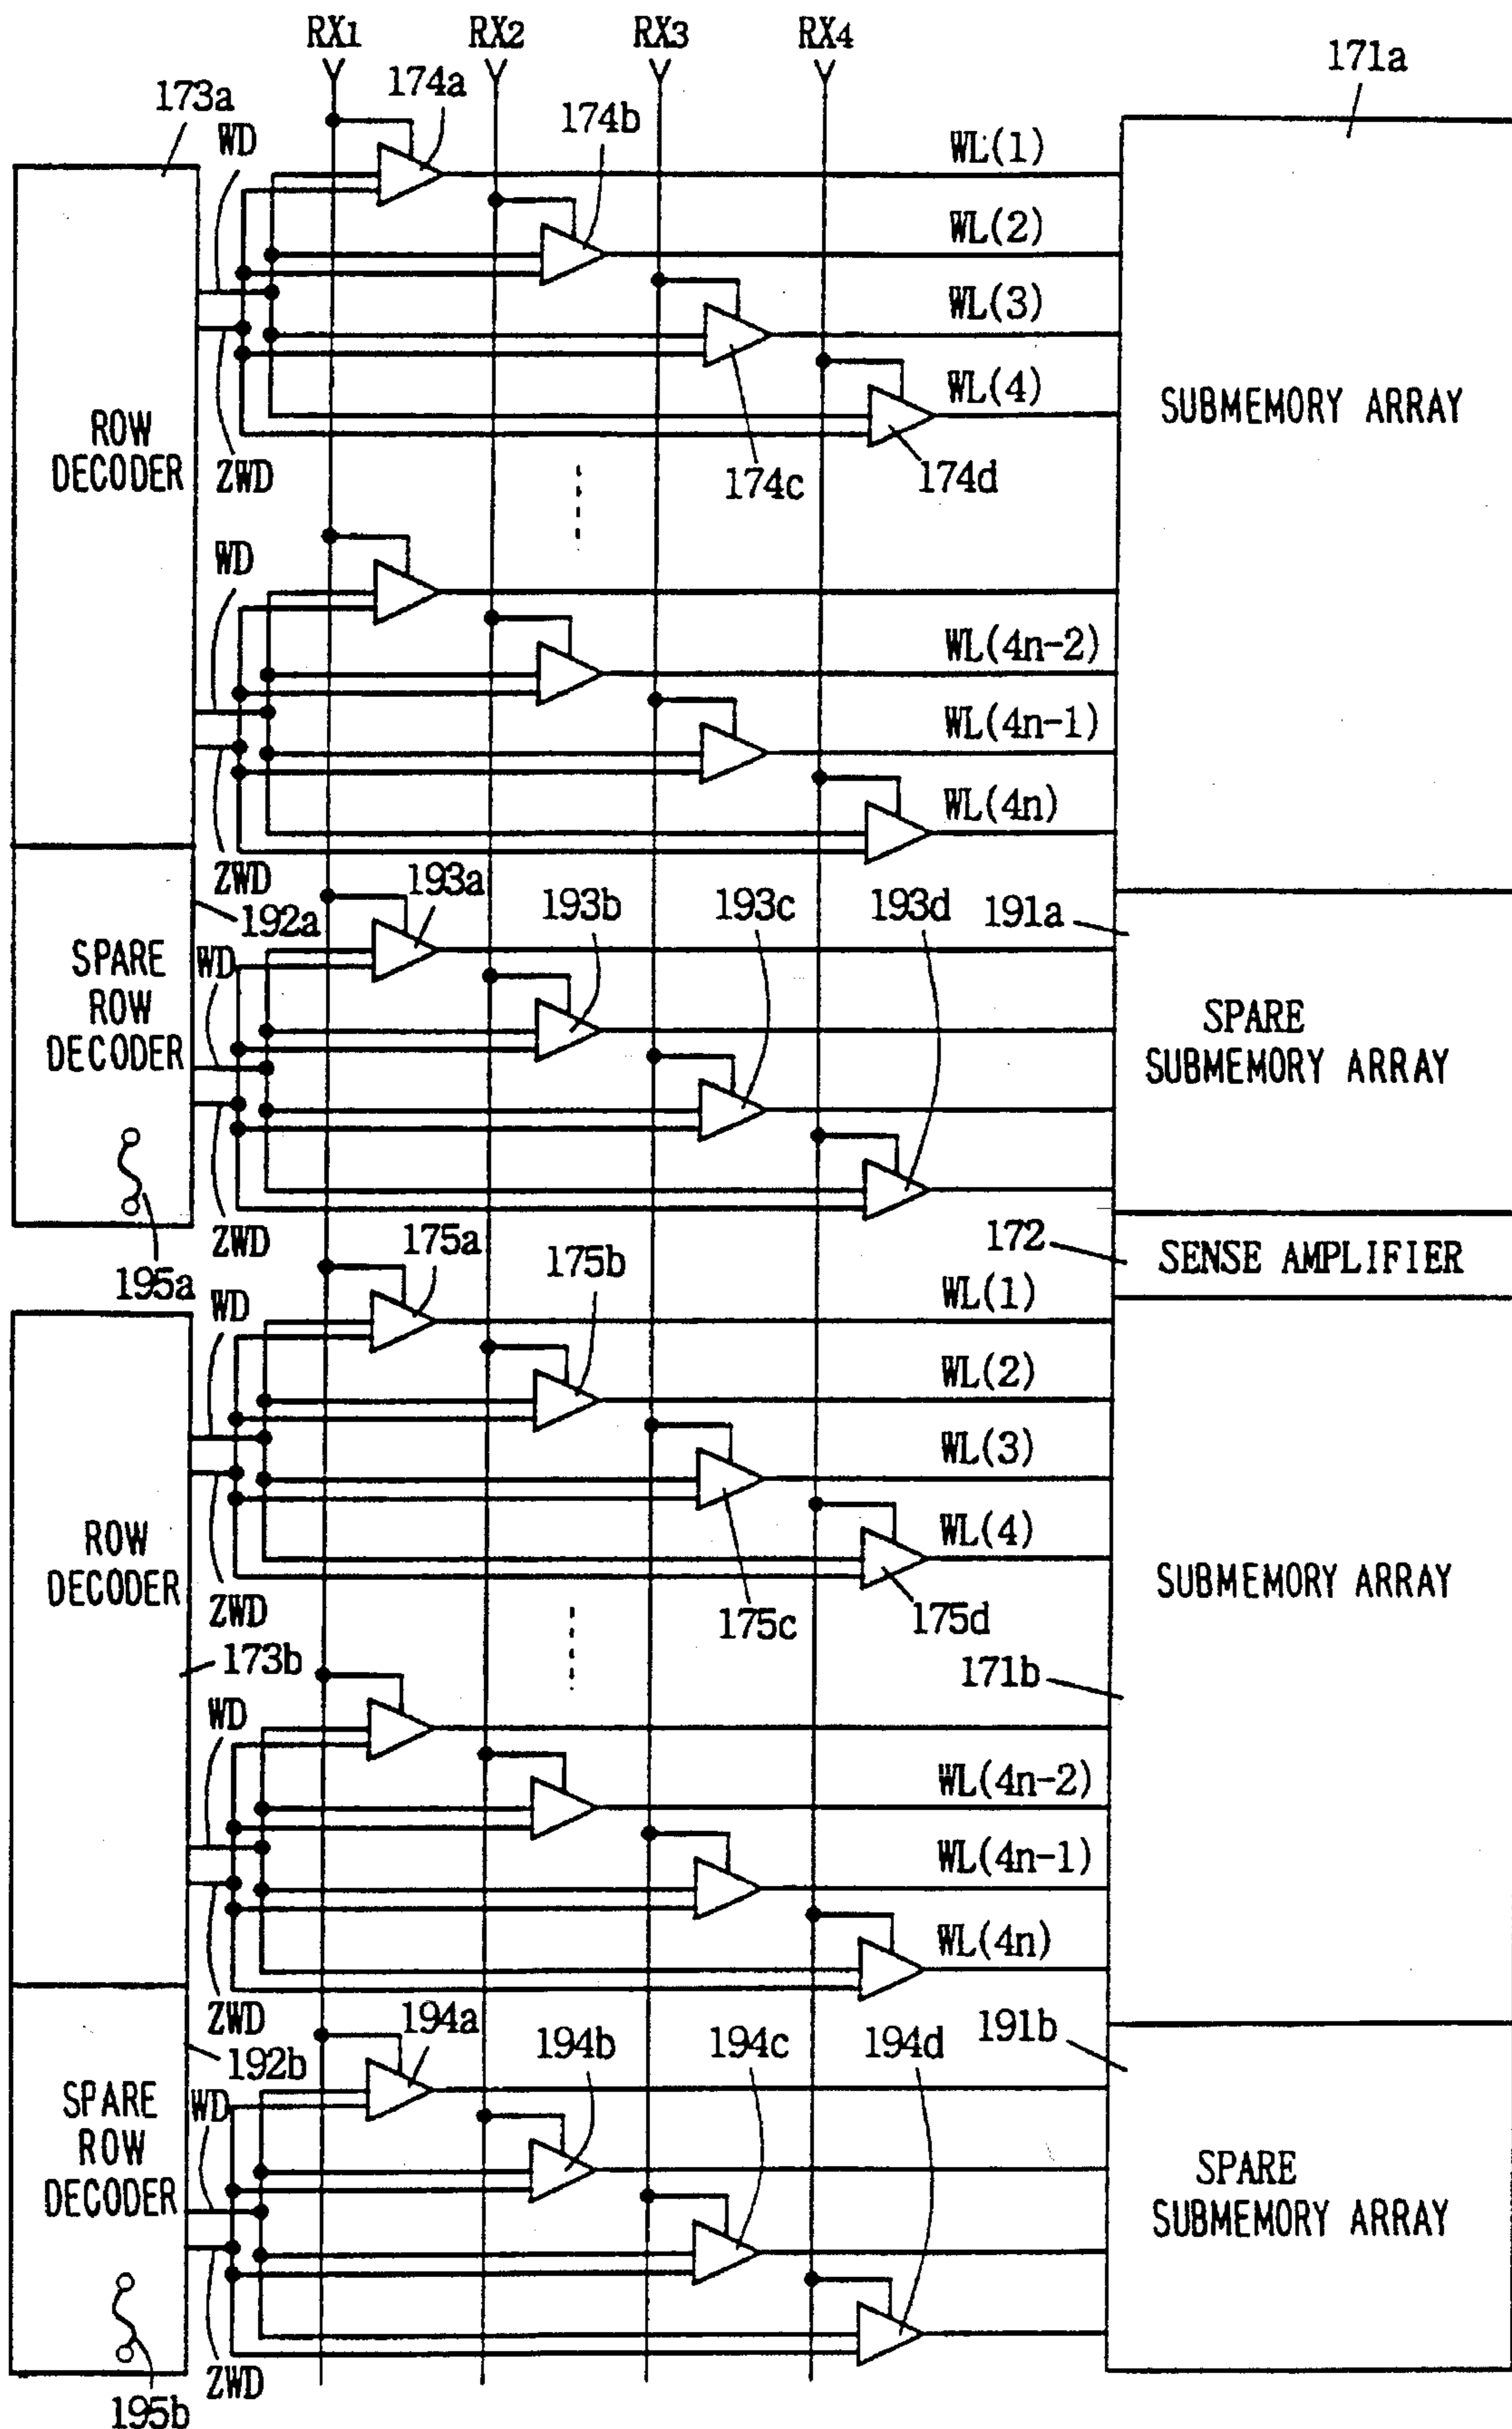 RX1 RX2 RX3 RX4
171a
173a
174a
WD
174b
WL(1)
WL(2)
WL(3)
WL(4)
SUBMEMORY ARRAY
ROW
DECODER
ZWD
174c
174d
WD
WL(4n-2)
WL(4n-1)
WL(4n)
ZWD
193a
192a
193b
193c
193d
191a
SPARE
ROW
DECODER
WD
SPARE
SUBMEMORY ARRAY
ZWD
195a
175a
175b
172
SENSE AMPLIFIER
WD
WL(1)
WL(2)
WL(3)
WL(4)
ROW
DECODER
SUBMEMORY ARRAY
ZWD
175c
175d
173b
171b
WD
WL(4n-2)
WL(4n-1)
WL(4n)
ZWD
194a
192b
194b
194c
194d
191b
SPARE
ROW
DECODER
WD
SPARE
SUBMEMORY ARRAY
ZWD
195b